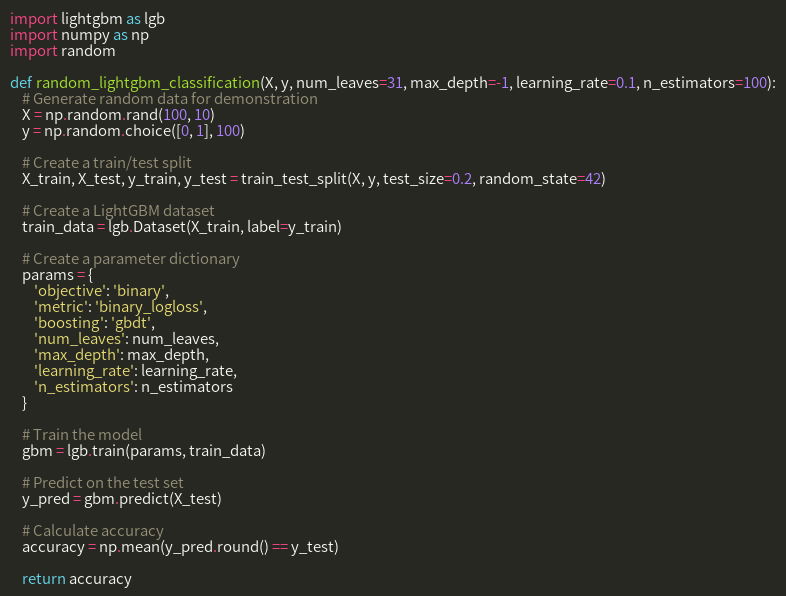 import lightgbm as lgb
import numpy as np
import random
def random_lightgbm_classification(X, y, num_leaves=31, max_depth=-1, learning_rate=0.1, n_estimators=100):
# Generate random data for demonstration
X = np.random.rand(100, 10)
y = np.random.choice([0, 1], 100)
# Create a train/test split
X_train, X_test, y_train, y_test = train_test_split(X, y, test_size=0.2, random_state=42)
# Create a LightGBM dataset
train_data = lgb.Dataset(X_train, label=y_train)
# Create a parameter dictionary
params = {
'objective': 'binary',
'metric': 'binary_logloss',
'boosting': 'gbdt',
'num_leaves': num_leaves,
'max_depth': max_depth,
'learning_rate': learning_rate,
'n_estimators': n_estimators
}
# Train the model
gbm = lgb.train(params, train_data)
# Predict on the test set
y_pred = gbm.predict(X_test)
# Calculate accuracy
accuracy = np.mean(y_pred.round() == y_test)
return accuracy